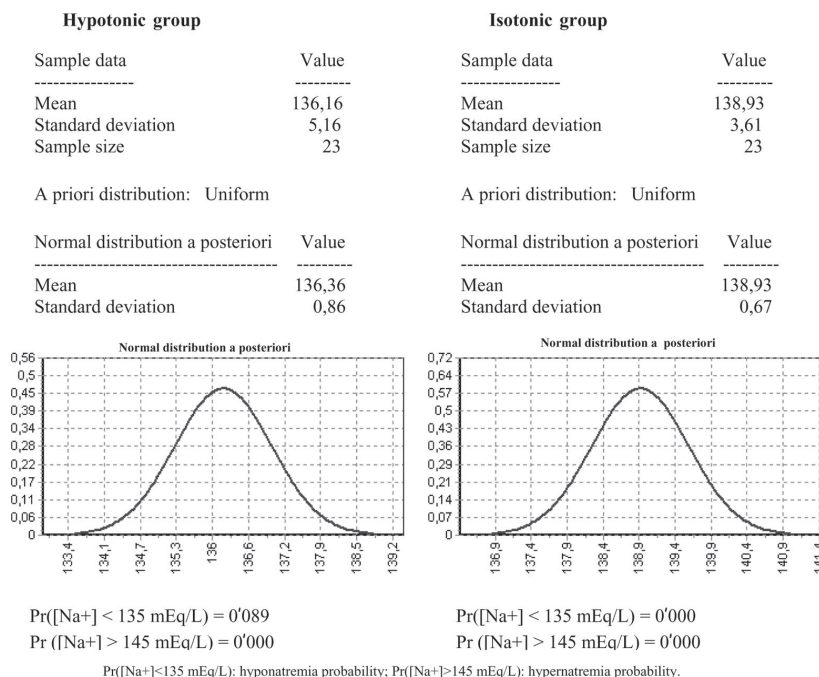 Hypotonic group
Sample data Value
---------------- ---------
Mean 136,16
Standard deviation 5,16
Sample size 23
A priori distribution: Uniform
Normal distribution a posteriori Value
--------------------------------------- ---------
Mean 136,36
Standard deviation 0,86
Normal distribution a posteriori
0,56
0,5
0,45
0,39
0,34
0,28
0,22
0,17
0,11
0,06
0
133,4 134,1 134,7 135,3 136 136,6 137,2 137,9 138,5 139,2
Pr([Na+] < 135 mEq/L) = 0'089
Pr ([Na+] > 145 mEq/L) = 0'000
Isotonic group
Sample data Value
---------------- ---------
Mean 138,93
Standard deviation 3,61
Sample size 23
A priori distribution: Uniform
Normal distribution a posteriori Value
--------------------------------------- ---------
Mean 138,93
Standard deviation 0,67
Normal distribution a posteriori
0,72
0,64
0,57
0,5
0,43
0,36
0,29
0,21
0,14
0,07
0
136,9 137,4 137,9 138,4 138,9 139,4 139,9 140,4 140,9
Pr([Na+] < 135 mEq/L) = 0'000
Pr ([Na+] > 145 mEq/L) = 0'000
Pr([Na+]<135 mEq/L): hyponatremia probability; Pr([Na+]>145 mEq/L): hypernatremia probability.